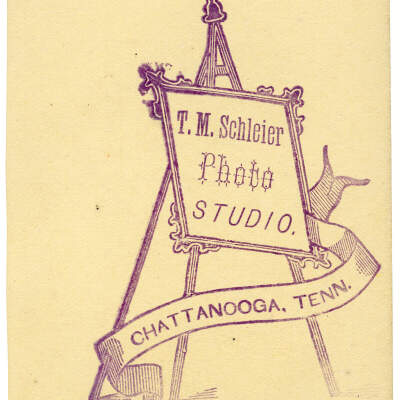 T. M. Schleier
Photo
STUDIO.
CHATTANOOGA, TENN.